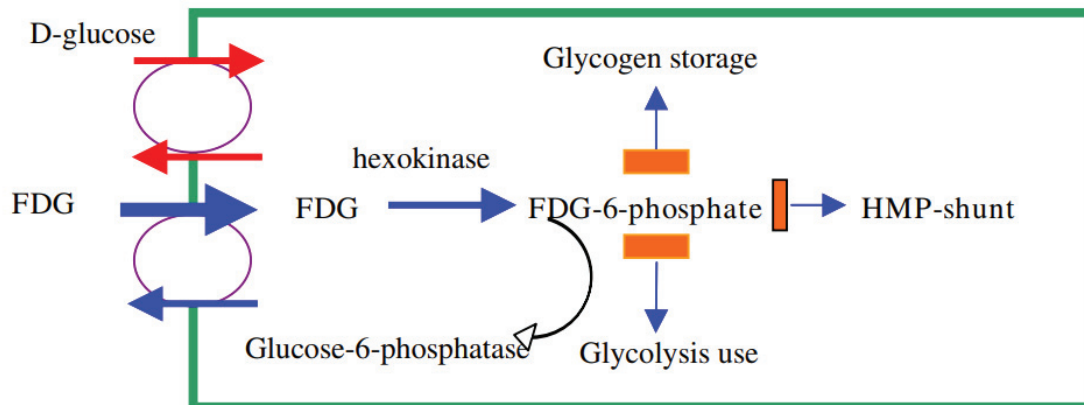 D-glucose
Glycogen storage
hexokinase
FDG
FDG
FDG-6-phosphate
HMP-shunt
Glucose-6-phosphatase
Glycolysis use